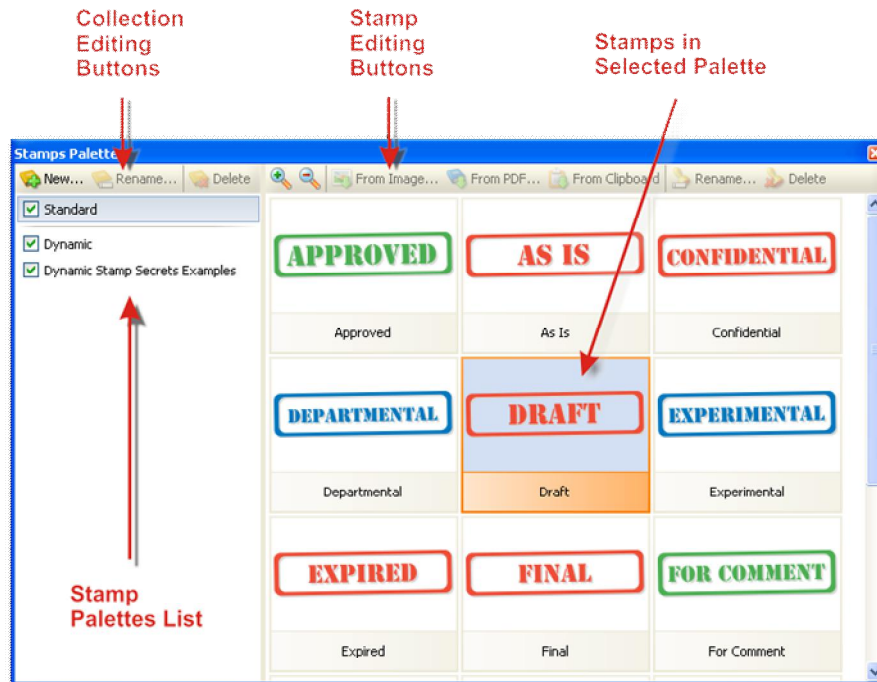 Collection
Editing
Buttons
Stamp
Editing
Buttons
Stamps in
Selected Palette
Stamps Palette
New... Rename... Delete From Image... From PDF... From Clipboard Rename... Delete
Standard
Dynamic
Dynamic Stamp Secrets Examples
APPROVED AS IS CONFIDENTIAL
Approved As Is Confidential
DEPARTMENTAL DRAFT EXPERIMENTAL
Departmental Draft Experimental
EXPIRED FINAL FOR COMMENT
Expired Final For Comment
Stamp
Palettes List